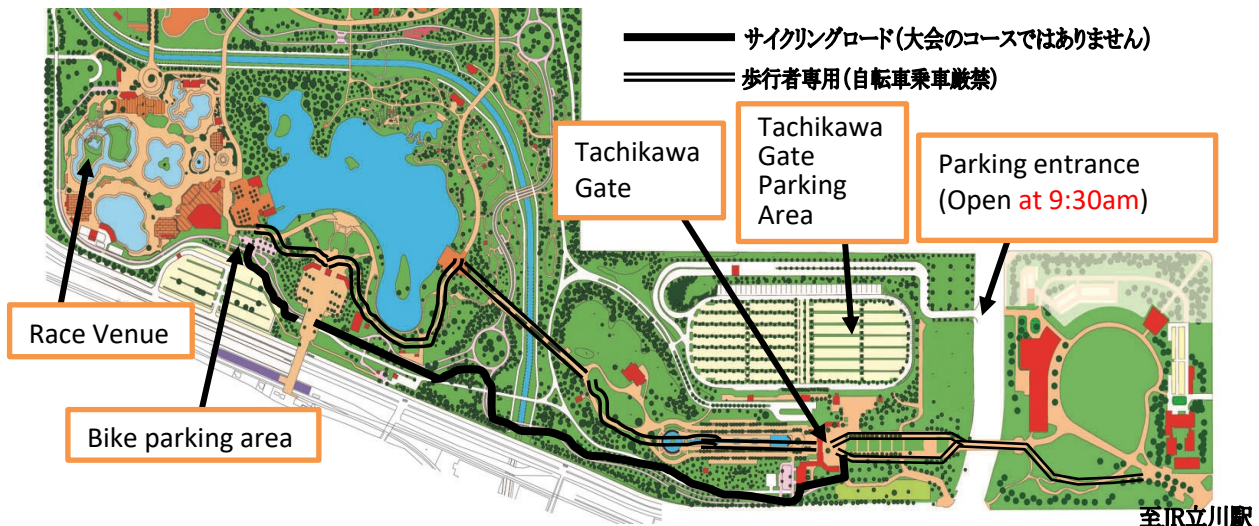 サイクリングロード(大会のコースではありません)
歩行者専用(自転車乗車厳禁)
Tachikawa
Gate
Tachikawa
Gate
Parking
Area
Parking entrance
(Open at 9:30am)
Race Venue
Bike parking area
至JR立川駅